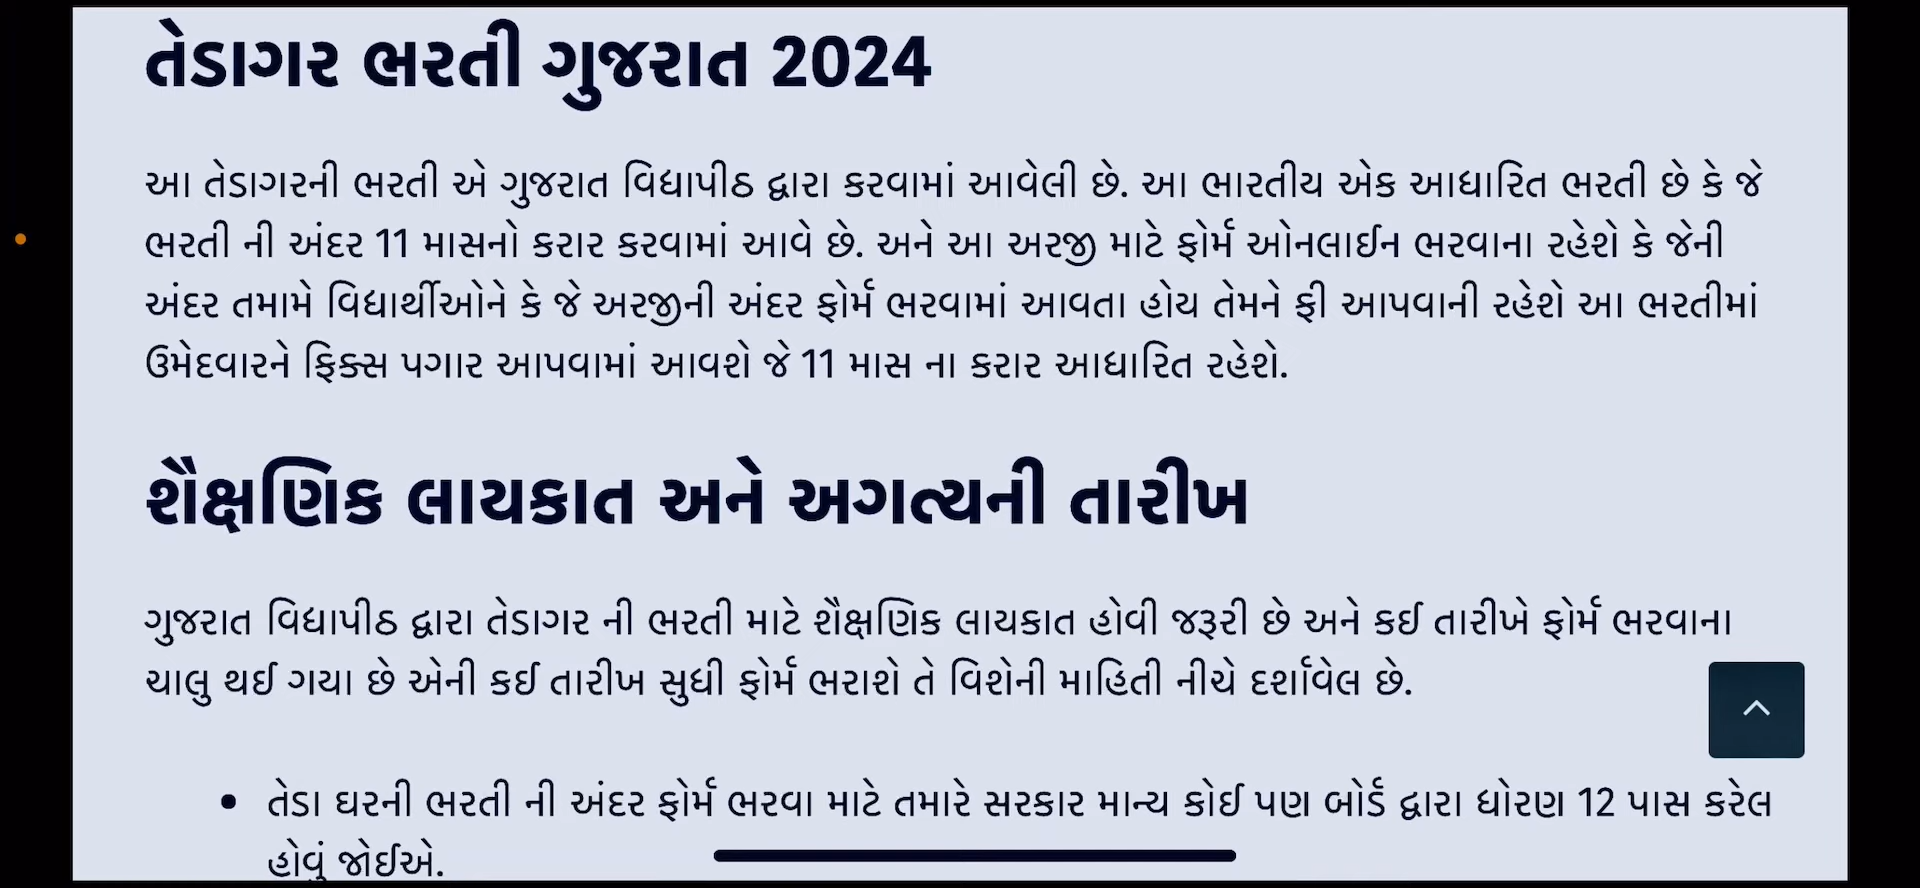 તેડાગર ભરતી ગુજરાત 2024
આ તેડાગરની ભરતી એ ગુજરાત વિદ્યાપીઠ દ્વારા કરવામાં આવેલી છે. આ ભારતીય એક આધારિત ભરતી છે કે જે
ભરતી ની અંદર 11 માસનો કરાર કરવામાં આવે છે. અને આ અરજી માટે ફોર્મ ઓનલાઈન ભરવાના રહેશે કે જેની
અંદર તમામે વિદ્યાર્થીઓને કે જે અરજીની અંદર ફોર્મ ભરવામાં આવતા હોય તેમને ફી આપવાની રહેશે આ ભરતીમાં
ઉમેદવારને ફિક્સ પગાર આપવામાં આવશે જે 11 માસ ના કરાર આધારિત રહેશે.
શૈક્ષણિક લાયકાત અને અગત્યની તારીખ
ગુજરાત વિદ્યાપીઠ દ્વારા તેડાગર ની ભરતી માટે શૈક્ષણિક લાયકાત હોવી જરૂરી છે અને કઈ તારીખે ફોર્મ ભરવાના
ચાલુ થઈ ગયા છે એની કઈ તારીખ સુધી ફોર્મ ભરાશે તે વિશેની માહિતી નીચે દર્શાવેલ છે.
• તેડા ઘરની ભરતી ની અંદર ફોર્મ ભરવા માટે તમારે સરકાર માન્ય કોઈ પણ બોર્ડ દ્વારા ધોરણ 12 પાસ કરેલ
હોવું જોઈએ.